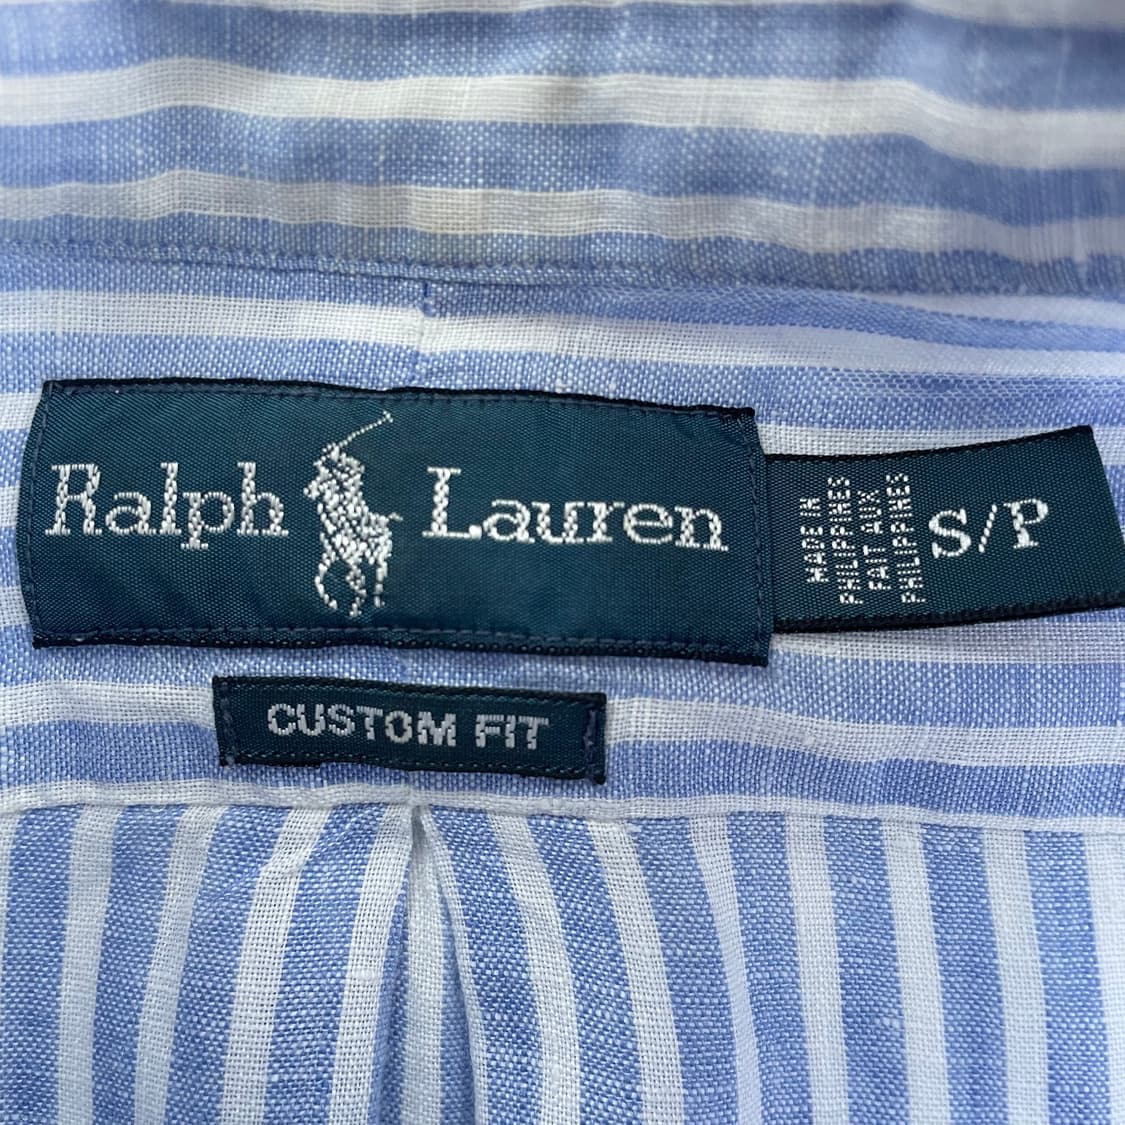 Ralph Lauren
MADE IN
PHILIPPINES
FAIT AUX
PHILIPPINES
S/P
CUSTOM FIT